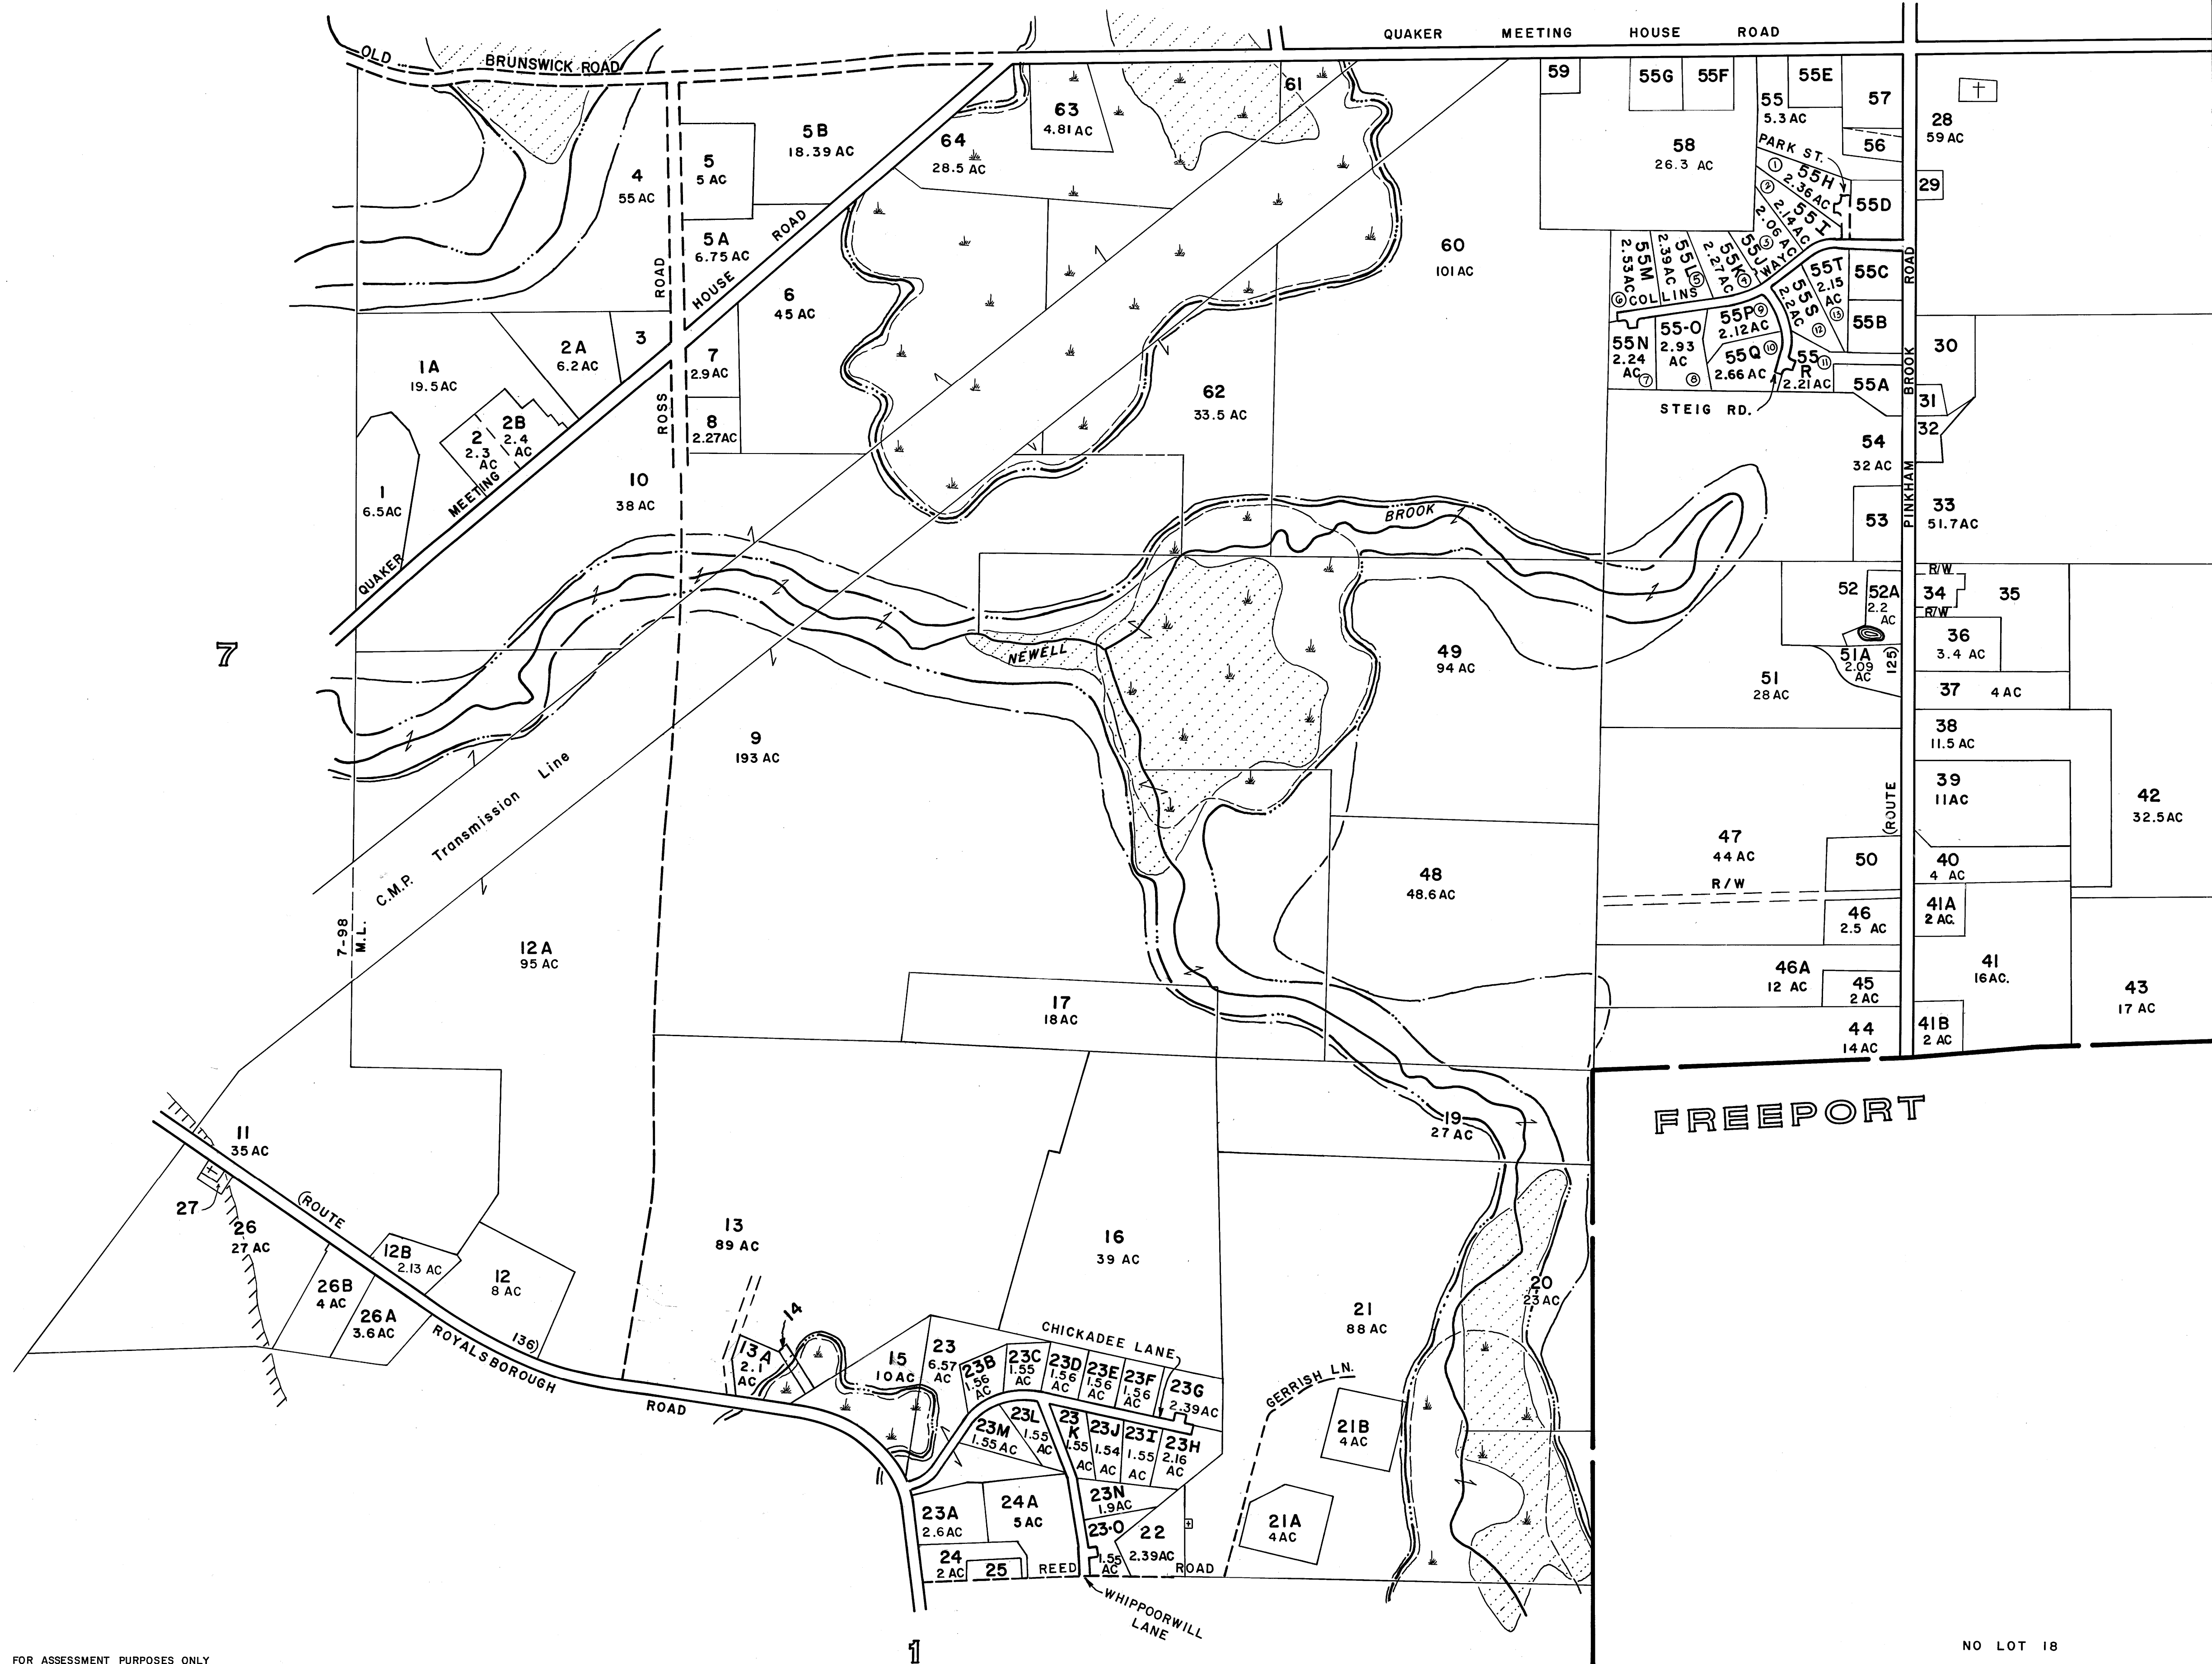 QUAKER MEETING HOUSE ROAD
OLD BRUNSWICK ROAD
59
55G
55F
55E
55
5.3 AC
57
56
28
59 AC
29
61
63
4.81 AC
64
28.5 AC
5B
18.39 AC
5
5 AC
4
55 AC
5A
6.75 AC
QUAKER MEETING HOUSE ROAD
ROSS ROAD
6
45 AC
58
26.3 AC
PARK ST.
1
55H
2.36 AC
2
55 I
2.14 AC
55D
60
101 AC
55M
2.53 AC
55L
2.39 AC
5
55K
2.27 AC
4
55J
2.06 AC
3
6
COLLINS WAY
55T
2.15
AC
13
55C
55S
2.2 AC
12
55B
55P
9
2.12 AC
55-O
2.93
AC
8
55N
2.24
AC
7
55Q
10
2.66 AC
55
R
11
2.21 AC
55A
STEIG RD.
PINKHAM BROOK ROAD
(ROUTE 125)
30
31
32
1A
19.5 AC
2A
6.2 AC
3
7
2.9 AC
8
2.27 AC
2
2.3
AC
2B
2.4
AC
1
6.5 AC
10
38 AC
62
33.5 AC
54
32 AC
53
33
51.7 AC
NEWELL BROOK
R/W
34
R/W
35
52
52A
2.2
AC
36
3.4 AC
51A
2.09
AC
37
4 AC
7
49
94 AC
51
28 AC
38
11.5 AC
39
11 AC
42
32.5 AC
9
193 AC
C.M.P. Transmission Line
7-98
M.L.
47
44 AC
R/W
50
40
4 AC
48
48.6 AC
46
2.5 AC
41A
2 AC.
12A
95 AC
46A
12 AC
45
2 AC
41
16 AC.
43
17 AC
17
18 AC
44
14 AC
41B
2 AC
FREEPORT
11
35 AC
19
27 AC
27
26
27 AC
(ROUTE 136)
ROYALSBOROUGH ROAD
12B
2.13 AC
12
8 AC
26B
4 AC
26A
3.6 AC
13
89 AC
16
39 AC
20
23 AC
21
88 AC
14
13A
2.1
AC
15
10 AC
23
6.57
AC
CHICKADEE LANE
23B
1.56
AC
23C
1.55
AC
23D
1.56
AC
23E
1.56
AC
23F
1.56
AC
23G
2.39 AC
GERRISH LN.
23M
1.55 AC
23L
1.55
AC
23
K
1.55
AC
23J
1.54
AC
23I
1.55
AC
23H
2.16
AC
21B
4 AC
23N
1.9 AC
23A
2.6 AC
24A
5 AC
23-O
1.55
AC
22
2.39 AC
21A
4 AC
24
2 AC
25
REED ROAD
WHIPPOORWILL
LANE
1
FOR ASSESSMENT PURPOSES ONLY
NO LOT 18